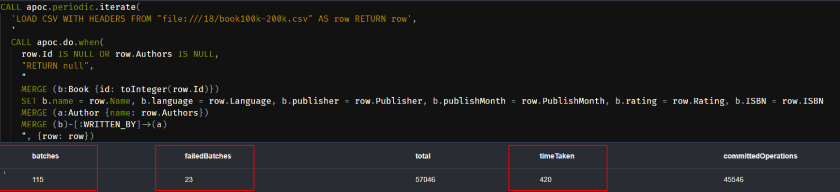 CALL apoc.periodic.iterate(
'LOAD CSV WITH HEADERS FROM "file:///18/book100k-200k.csv" AS row RETURN row',
'
CALL apoc.do.when(
row.Id IS NULL OR row.Authors IS NULL,
"RETURN null",
"
MERGE (b:Book {id: toInteger(row.Id)})
SET b.name = row.Name, b.language = row.Language, b.publisher = row.Publisher, b.publishMonth = row.PublishMonth, b.rating = row.Rating, b.ISBN = row.ISBN
MERGE (a:Author {name: row.Authors})
MERGE (b)-[:WRITTEN_BY]->(a)
", {row: row})
batches failedBatches total timeTaken committedOperations
1 115 23 57046 420 45546